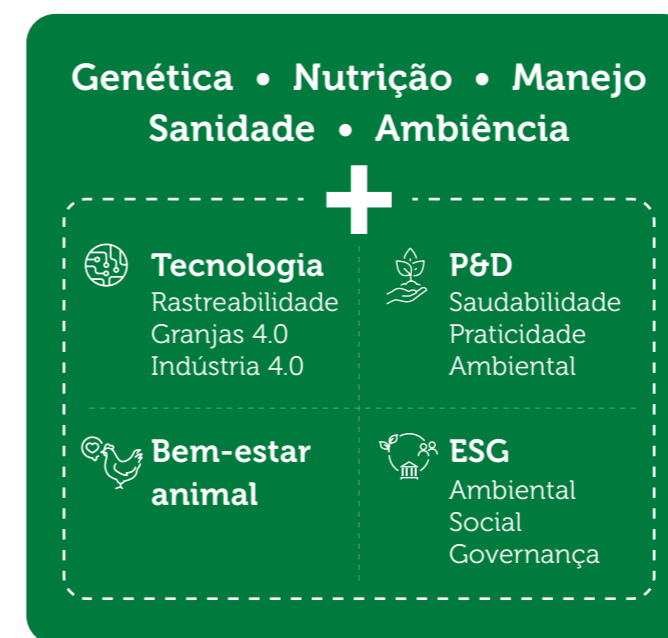 Genética • Nutrição • Manejo
Sanidade • Ambiência
+
Tecnologia
Rastreabilidade
Granjas 4.0
Indústria 4.0
P&D
Saudabilidade
Praticidade
Ambiental
Bem-estar
animal
ESG
Ambiental
Social
Governança